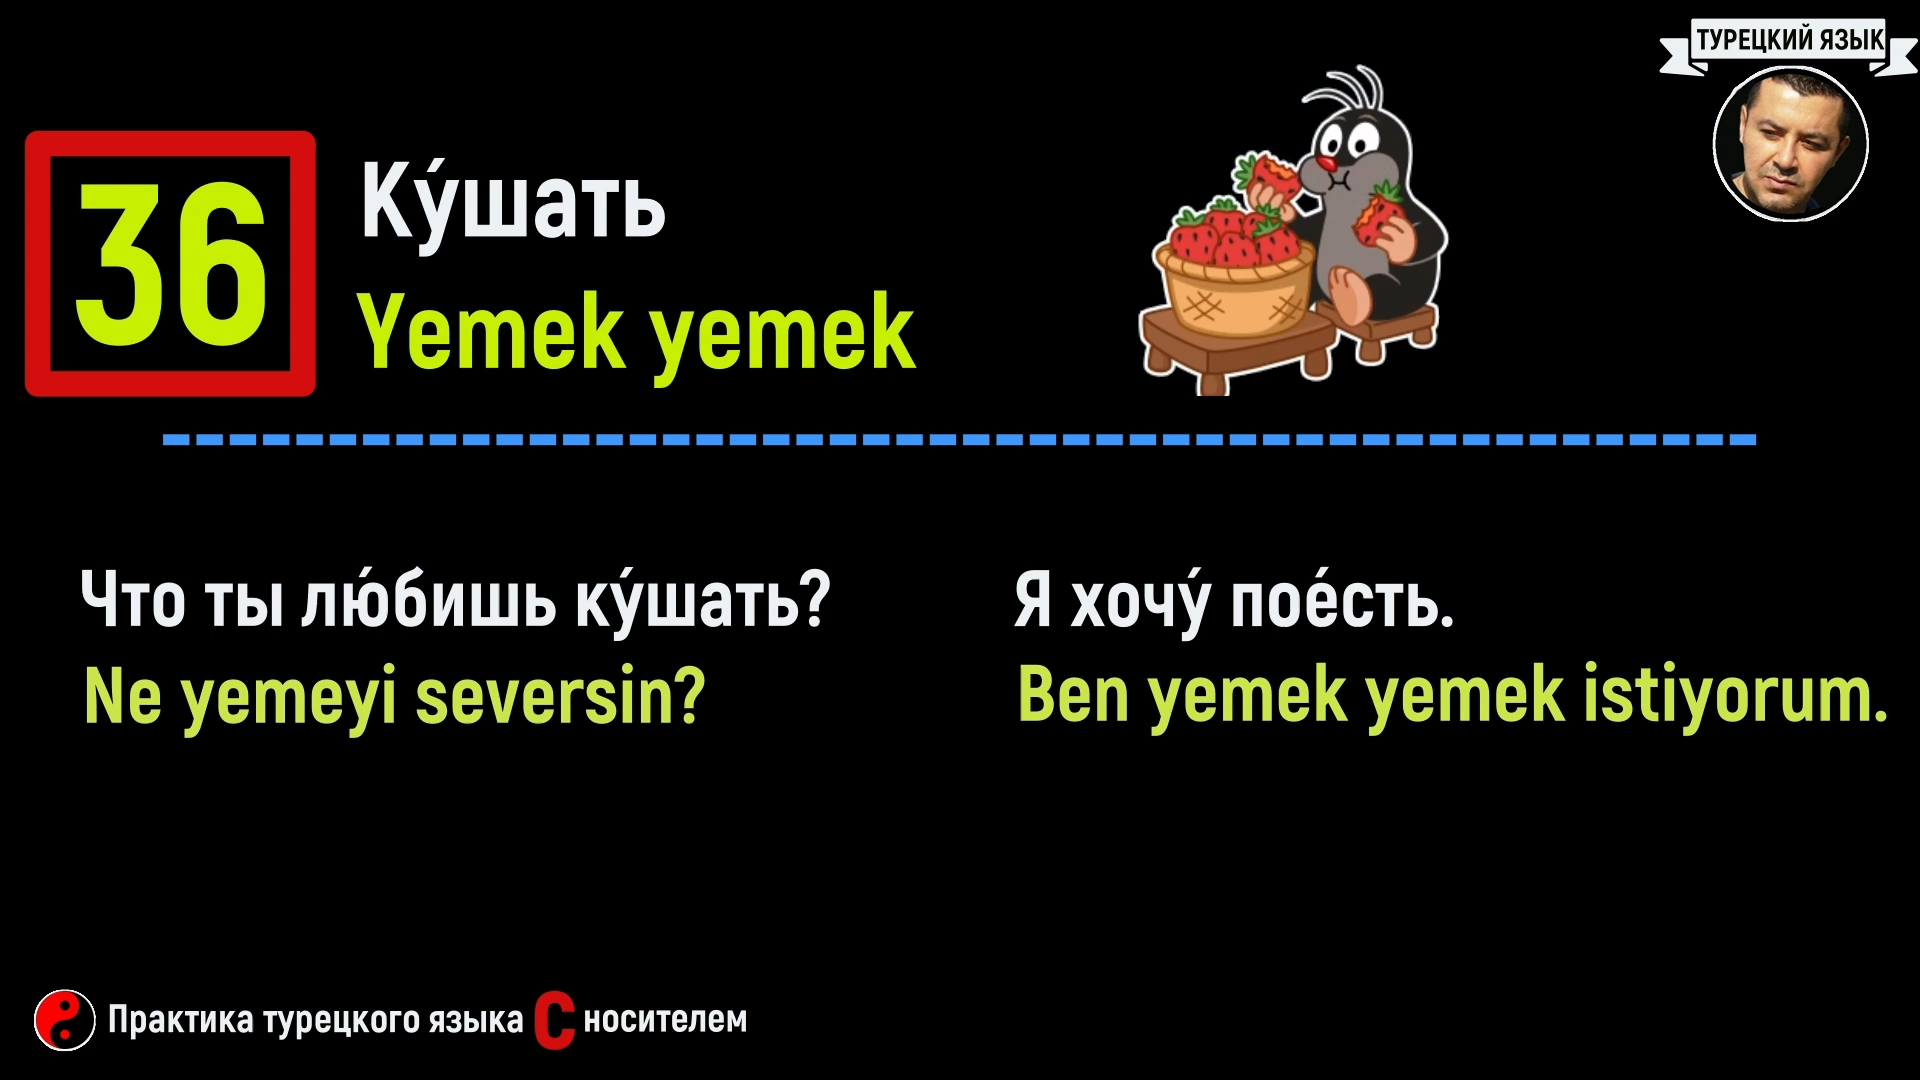 ТУРЕЦКИЙ ЯЗЫК
36
Ку́шать
Yemek yemek
Что ты лю́бишь ку́шать?
Ne yemeyi seversin?
Я хочу́ пое́сть.
Ben yemek yemek istiyorum.
Практика турецкого языка С носителем